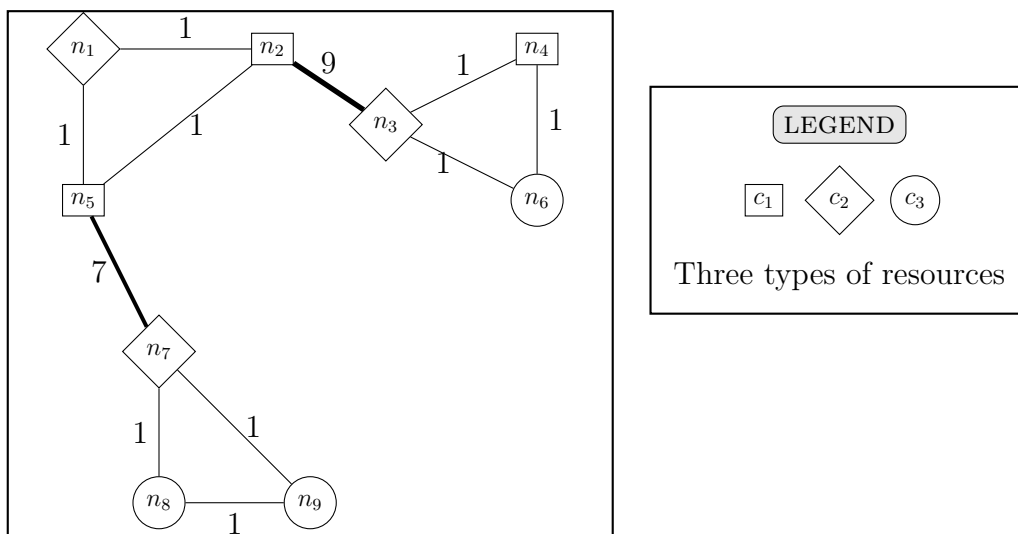 n1 1 n2 9 n4
1 1 n3 1 1
n5 1 n6
7
n7
1 1
n8 1 n9
LEGEND
c1 c2 c3
Three types of resources